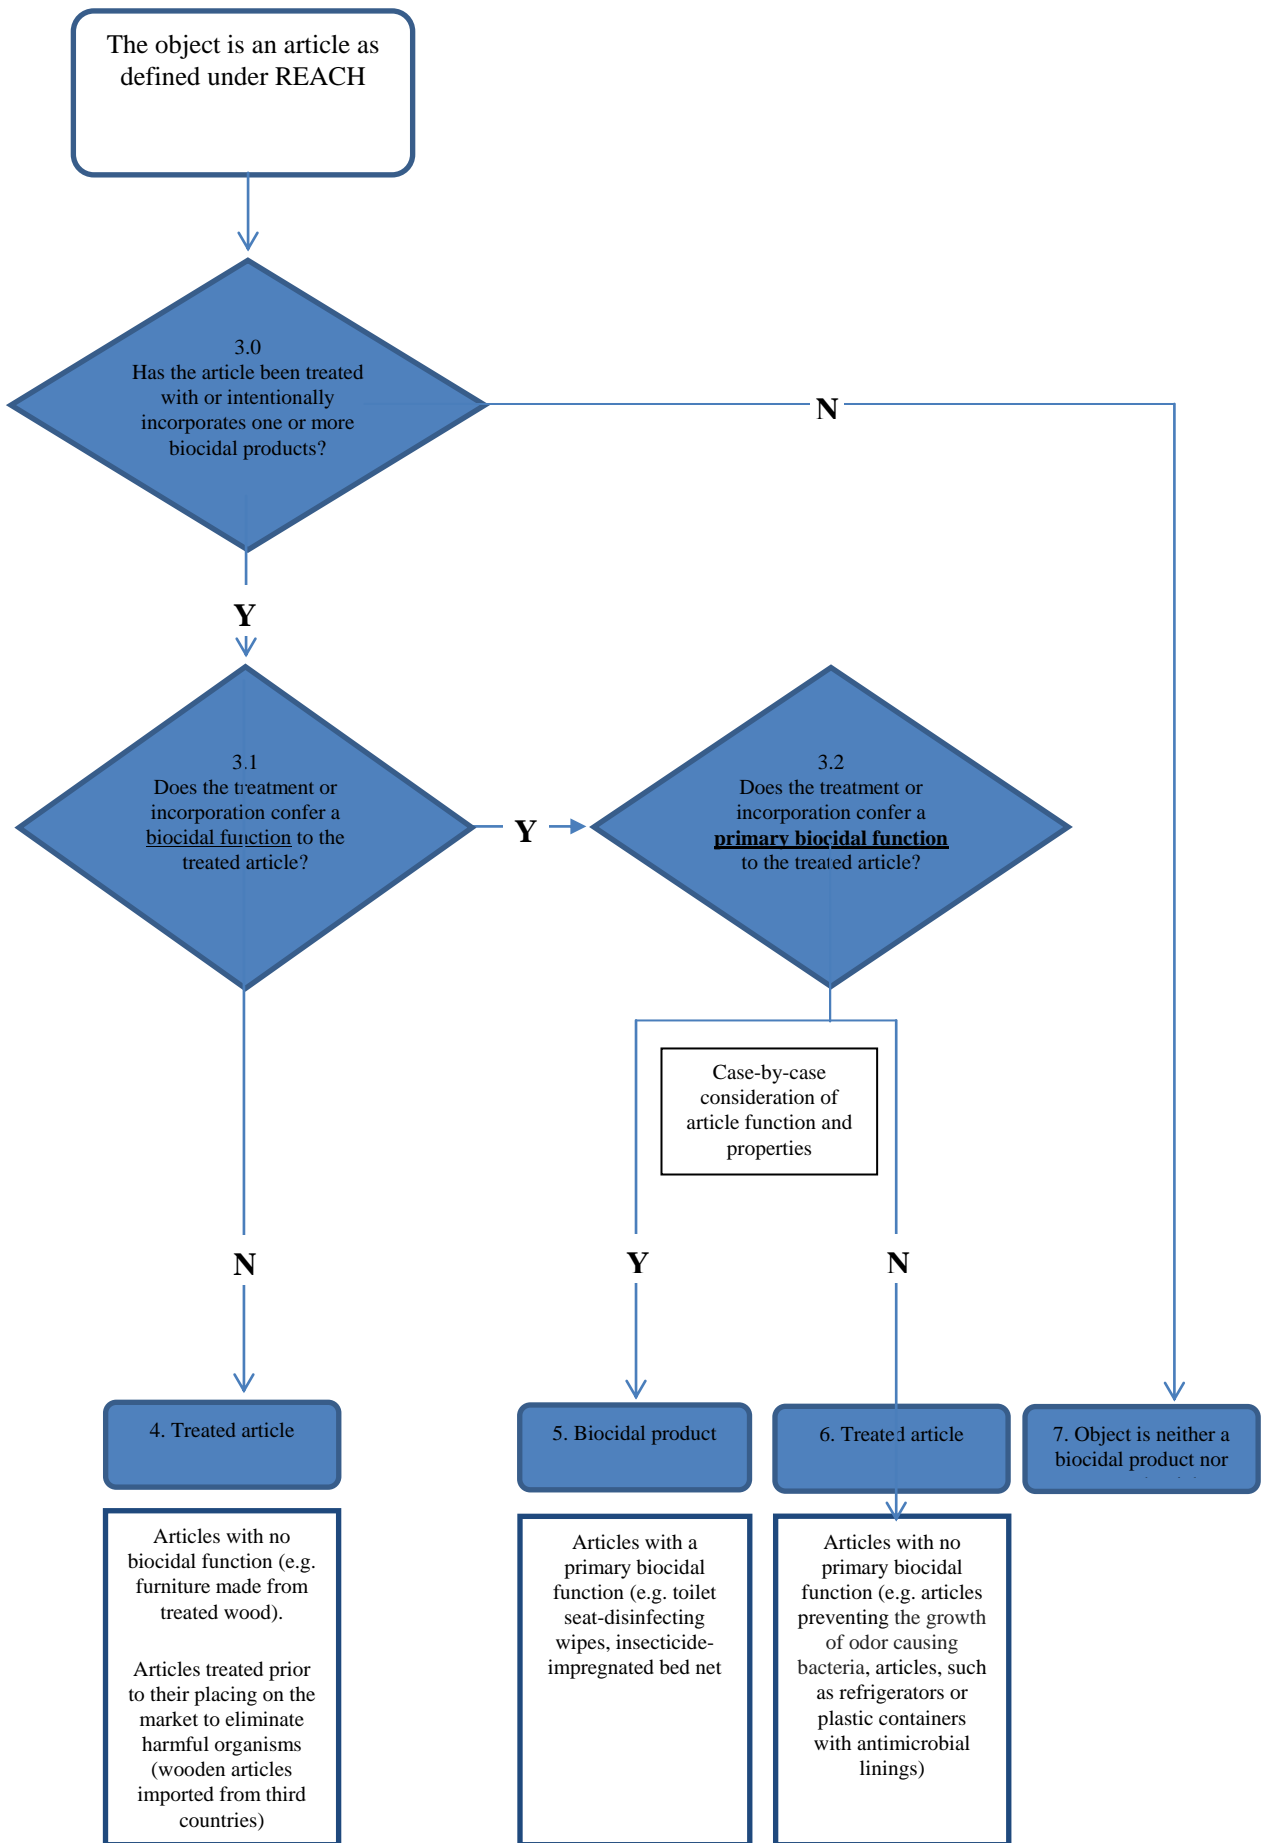 The object is an article as
defined under REACH
3.0
Has the article been treated
with or intentionally
incorporates one or more
biocidal products?
N
Y
3.1
Does the treatment or
incorporation confer a
biocidal function to the
treated article?
Y
3.2
Does the treatment or
incorporation confer a
primary biocidal function
to the treated article?
Case-by-case
consideration of
article function and
properties
N
Y
N
4. Treated article
5. Biocidal product
6. Treated article
7. Object is neither a
biocidal product nor
Articles with no
biocidal function (e.g.
furniture made from
treated wood).
Articles treated prior
to their placing on the
market to eliminate
harmful organisms
(wooden articles
imported from third
countries)
Articles with a
primary biocidal
function (e.g. toilet
seat-disinfecting
wipes, insecticide-
impregnated bed net
Articles with no
primary biocidal
function (e.g. articles
preventing the growth
of odor causing
bacteria, articles, such
as refrigerators or
plastic containers
with antimicrobial
linings)